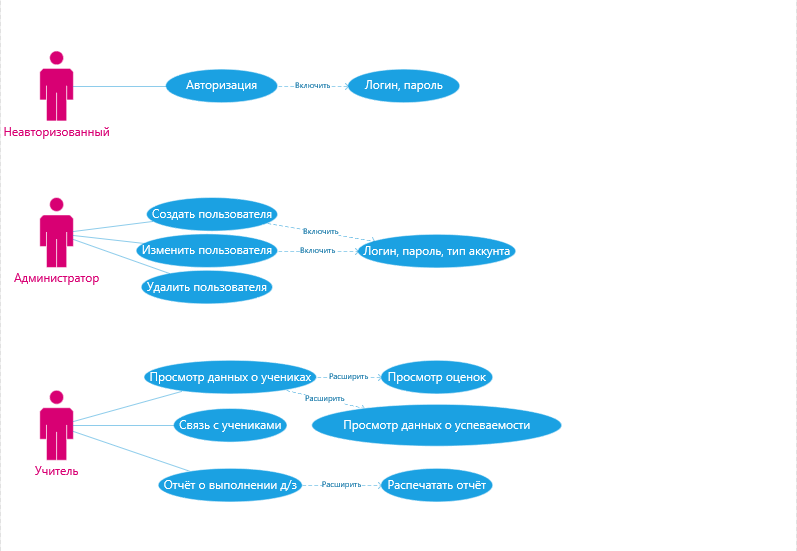 Авторизация
Включить
Логин, пароль
Неавторизованный
Создать пользователя
Включить
Изменить пользователя
Включить
Логин, пароль, тип аккунта
Администратор
Удалить пользователя
Просмотр данных о учениках
Расширить
Просмотр оценок
Расширить
Связь с учениками
Просмотр данных о успеваемости
Учитель
Отчёт о выполнении д/з
Расширить
Распечатать отчёт